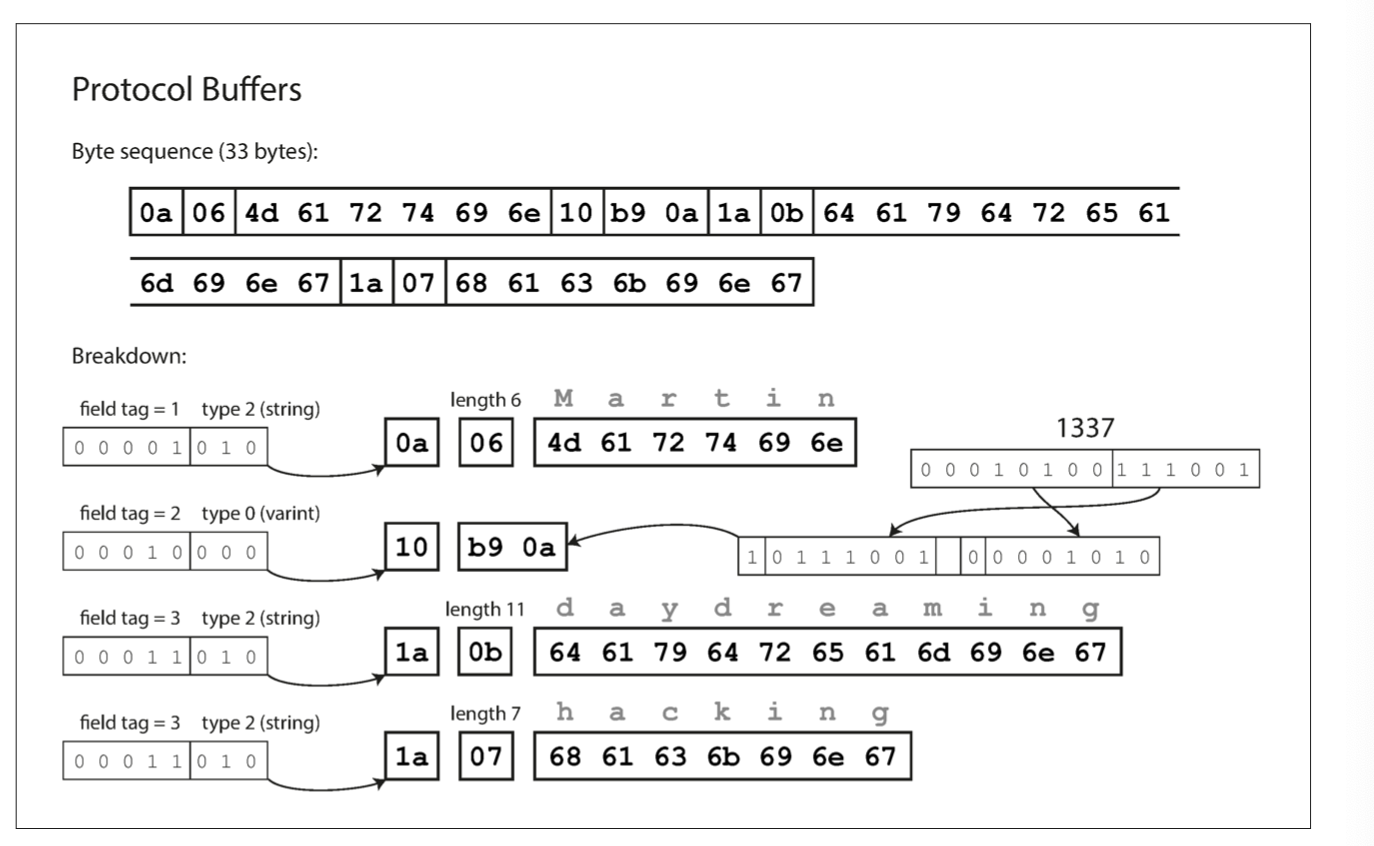 Protocol Buffers
Byte sequence (33 bytes):
0a 06 4d 61 72 74 69 6e 10 b9 0a 1a 0b 64 61 79 64 72 65 61
6d 69 6e 67 1a 07 68 61 63 6b 69 6e 67
Breakdown:
field tag = 1 type 2 (string) length 6 M a r t i n
0 0 0 0 1 0 1 0 0a 06 4d 61 72 74 69 6e
1337
0 0 0 1 0 1 0 0 1 1 1 0 0 1
field tag = 2 type 0 (varint)
0 0 0 1 0 0 0 0 10 b9 0a 1 0 1 1 1 0 0 1 0 0 0 0 1 0 1 0
field tag = 3 type 2 (string) length 11 d a y d r e a m i n g
0 0 0 1 1 0 1 0 1a 0b 64 61 79 64 72 65 61 6d 69 6e 67
field tag = 3 type 2 (string) length 7 h a c k i n g
0 0 0 1 1 0 1 0 1a 07 68 61 63 6b 69 6e 67